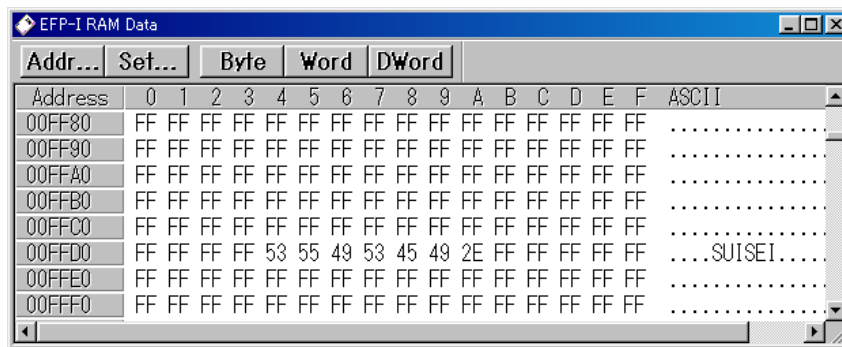 EFP-I RAM Data
Addr... Set... Byte Word DWord
Address 0 1 2 3 4 5 6 7 8 9 A B C D E F ASCII
00FF80 FF FF FF FF FF FF FF FF FF FF FF FF FF FF FF FF ...............
00FF90 FF FF FF FF FF FF FF FF FF FF FF FF FF FF FF FF ...............
00FFA0 FF FF FF FF FF FF FF FF FF FF FF FF FF FF FF FF ...............
00FFB0 FF FF FF FF FF FF FF FF FF FF FF FF FF FF FF FF ...............
00FFC0 FF FF FF FF FF FF FF FF FF FF FF FF FF FF FF FF ...............
00FFD0 FF FF FF FF 53 55 49 53 45 49 2E FF FF FF FF FF ....SUISEI.....
00FFE0 FF FF FF FF FF FF FF FF FF FF FF FF FF FF FF FF ...............
00FFF0 FF FF FF FF FF FF FF FF FF FF FF FF FF FF FF FF ...............